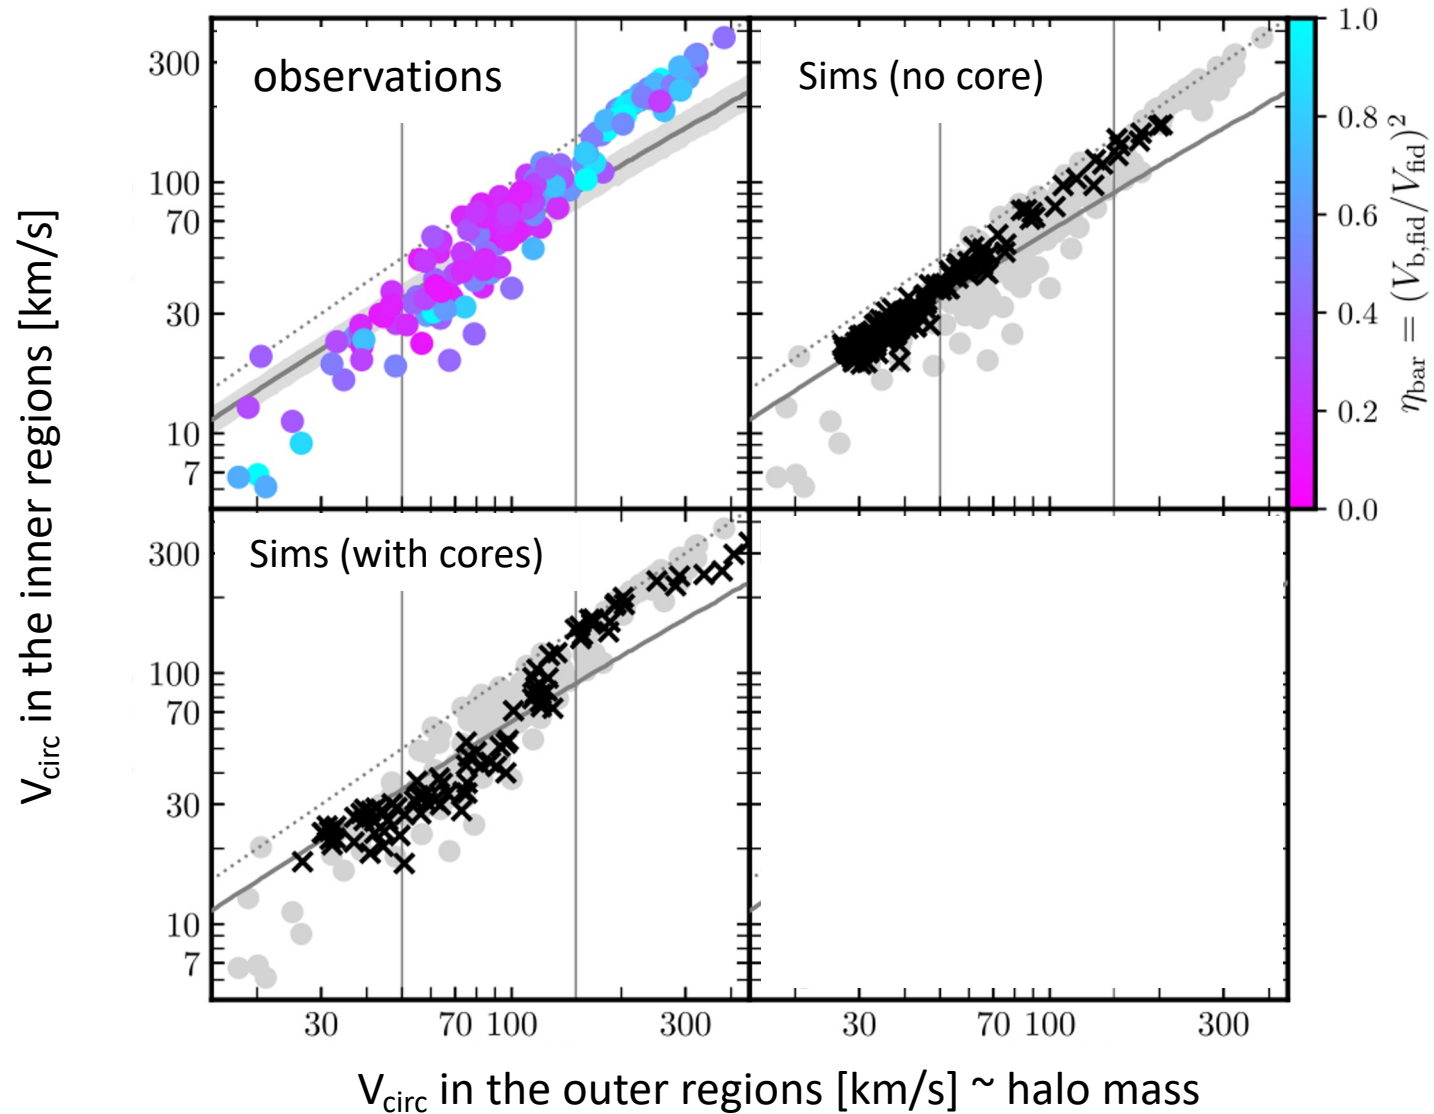 observations
Sims (no core)
Sims (with cores)
300
100
70
30
10
7
300
100
70
30
10
7
30 70 100 300
30 70 100 300
1.0
0.8
0.6
0.4
0.2
0.0
η_bar = (V_b,fid/V_fid)²
V_circ in the inner regions [km/s]
V_circ in the outer regions [km/s] ~ halo mass